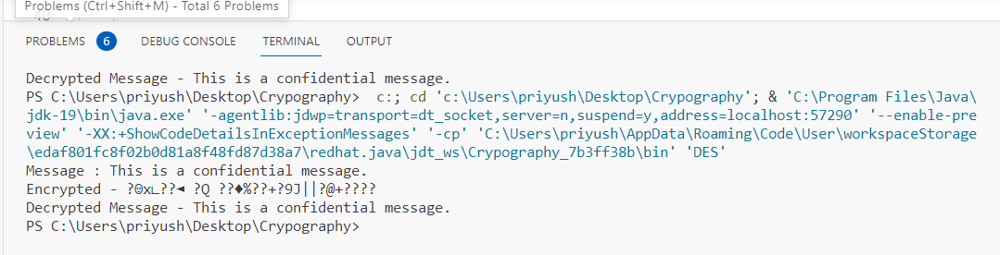 Problems (Ctrl+Shift+M) - Total 6 Problems
PROBLEMS 6 DEBUG CONSOLE TERMINAL OUTPUT
Decrypted Message - This is a confidential message.
PS C:\Users\priyush\Desktop\Crypography>  c:; cd 'c:\Users\priyush\Desktop\Crypography'; & 'C:\Program Files\Java\
jdk-19\bin\java.exe' '-agentlib:jdwp=transport=dt_socket,server=n,suspend=y,address=localhost:57290' '--enable-pre
view' '-XX:+ShowCodeDetailsInExceptionMessages' '-cp' 'C:\Users\priyush\AppData\Roaming\Code\User\workspaceStorage
\edaf801fc8f02b0d81a8f48fd87d38a7\redhat.java\jdt_ws\Crypography_7b3ff38b\bin' 'DES'
Message : This is a confidential message.
Encrypted - ?☺x∟??◄ ?Q ??♦%??+?9J||?@+????
Decrypted Message - This is a confidential message.
PS C:\Users\priyush\Desktop\Crypography>